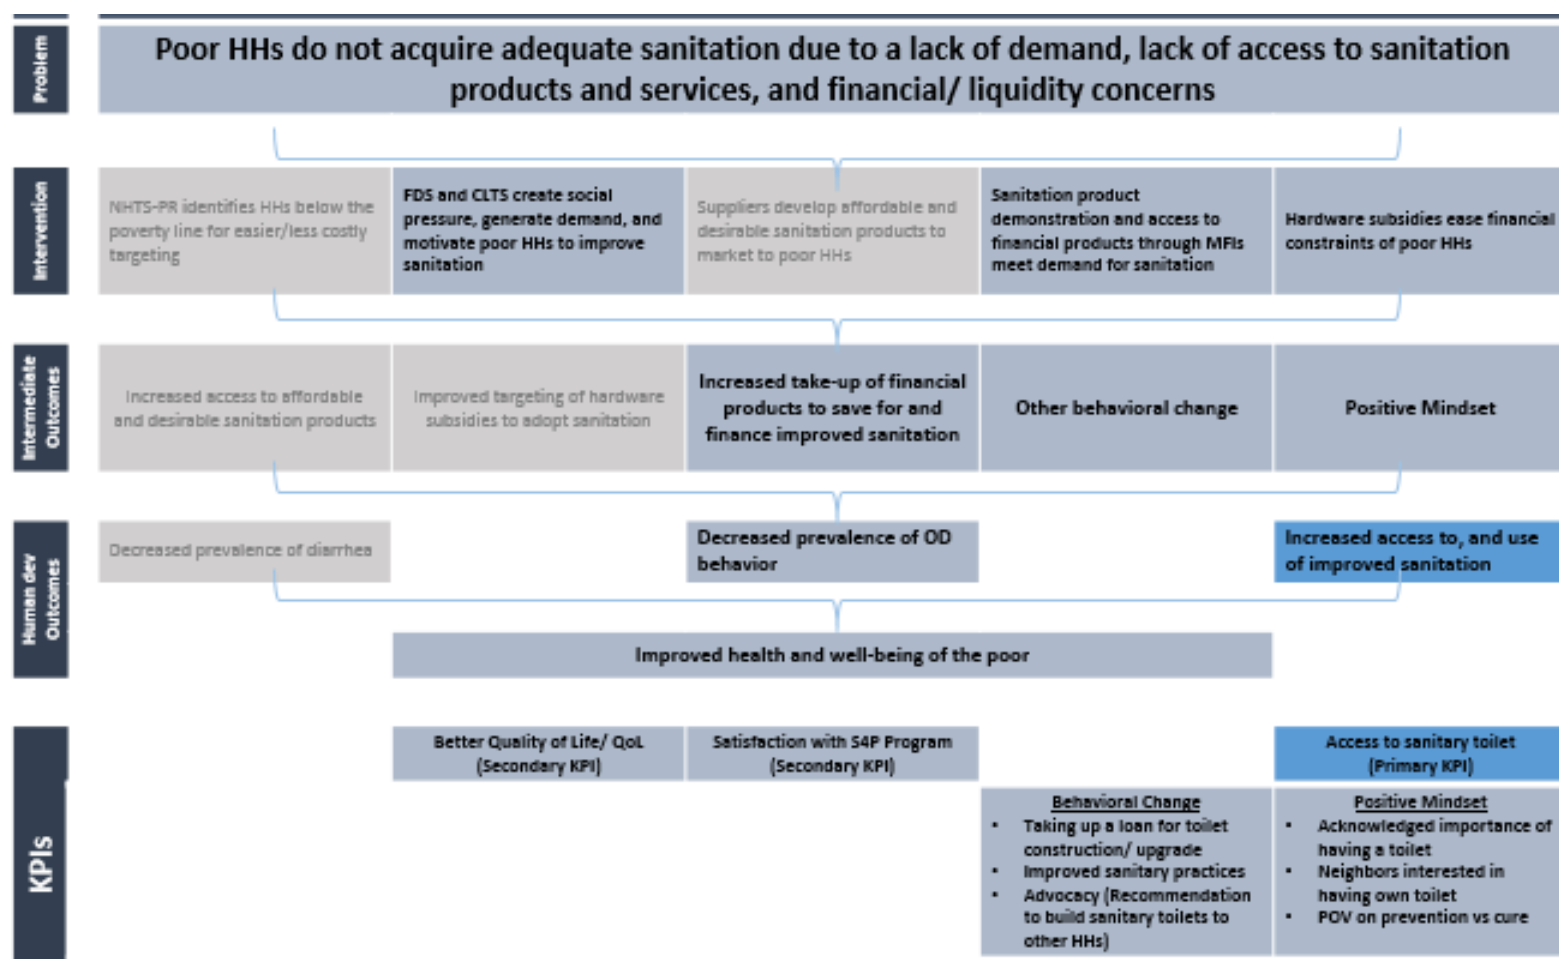 Problem
Poor HHs do not acquire adequate sanitation due to a lack of demand, lack of access to sanitation
products and services, and financial/ liquidity concerns
Intervention
NHTS-PR identifies HHs below the
poverty line for easier/less costly
targeting
FDS and CLTS create social
pressure, generate demand, and
motivate poor HHs to improve
sanitation
Suppliers develop affordable and
desirable sanitation products to
market to poor HHs
Sanitation product
demonstration and access to
financial products through MFIs
meet demand for sanitation
Hardware subsidies ease financial
constraints of poor HHs
Intermediate
Outcomes
Increased access to affordable
and desirable sanitation products
Improved targeting of hardware
subsidies to adopt sanitation
Increased take-up of financial
products to save for and
finance improved sanitation
Other behavioral change
Positive Mindset
Human dev
Outcomes
Decreased prevalence of diarrhea
Decreased prevalence of OD
behavior
Increased access to, and use
of improved sanitation
Improved health and well-being of the poor
KPIs
Better Quality of Life/ QoL
(Secondary KPI)
Satisfaction with S4P Program
(Secondary KPI)
Access to sanitary toilet
(Primary KPI)
Behavioral Change
• Taking up a loan for toilet
construction/ upgrade
• Improved sanitary practices
• Advocacy (Recommendation
to build sanitary toilets to
other HHs)
Positive Mindset
• Acknowledged importance of
having a toilet
• Neighbors interested in
having own toilet
• POV on prevention vs cure